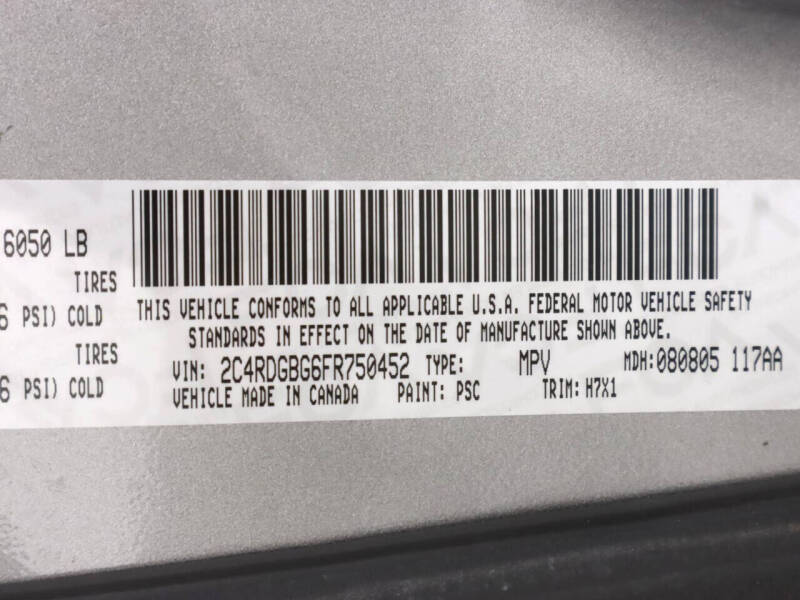 6050 LB
TIRES
6 PSI) COLD
TIRES
6 PSI) COLD
THIS VEHICLE CONFORMS TO ALL APPLICABLE U.S.A. FEDERAL MOTOR VEHICLE SAFETY
STANDARDS IN EFFECT ON THE DATE OF MANUFACTURE SHOWN ABOVE.
VIN: 2C4RDGBG6FR750452 TYPE: MPV MDH:080805 117AA
VEHICLE MADE IN CANADA PAINT: PSC TRIM: H7X1